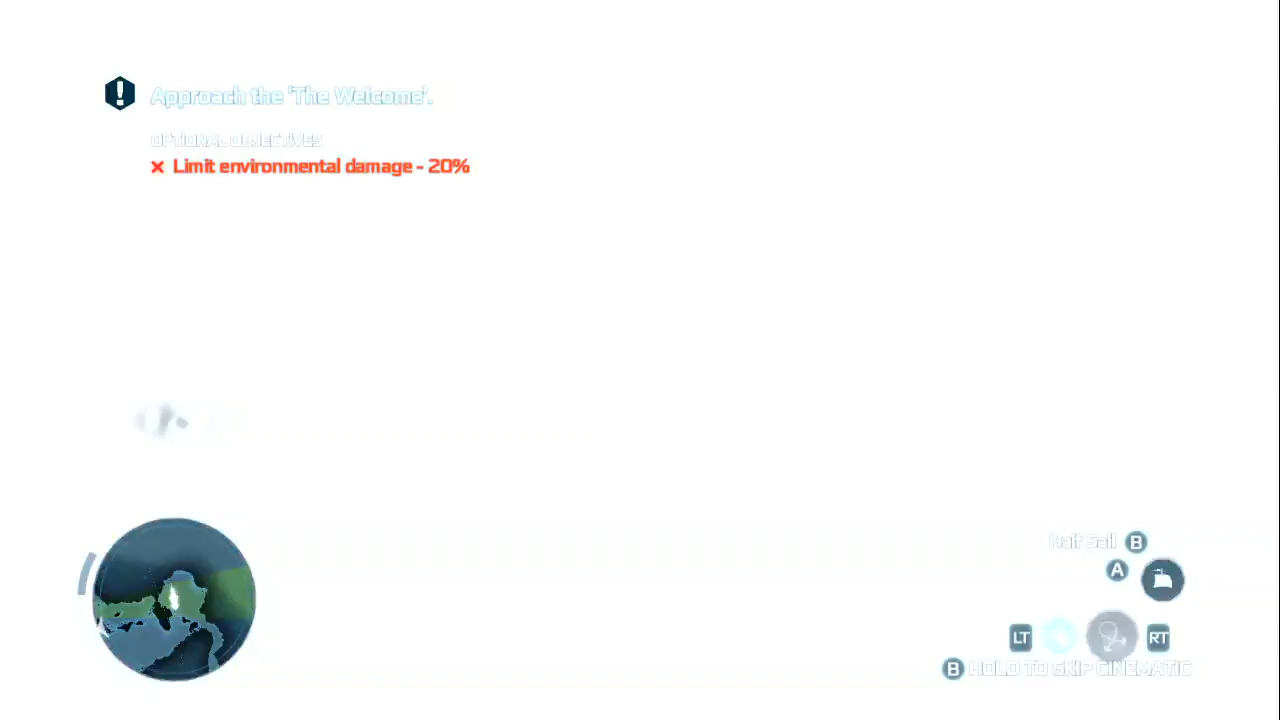 Approach the 'The Welcome'.
OPTIONAL OBJECTIVES
× Limit environmental damage - 20%
Half Sail B
A
LT RT
B HOLD TO SKIP CINEMATIC